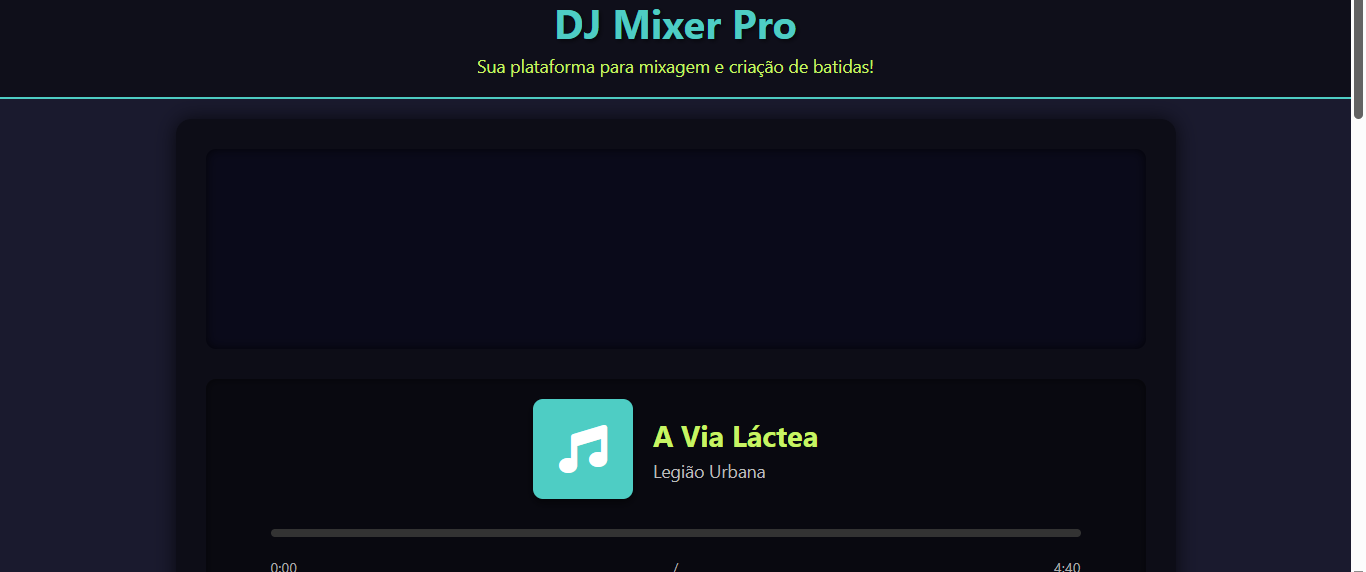 DJ Mixer Pro
Sua plataforma para mixagem e criação de batidas!
A Via Láctea
Legião Urbana
0:00 / 4:40